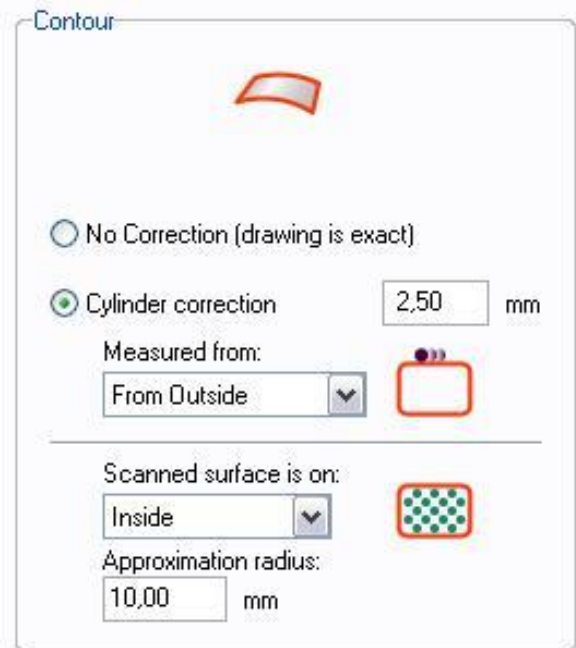 Contour
No Correction (drawing is exact)
Cylinder correction 2,50 mm
Measured from:
From Outside
Scanned surface is on:
Inside
Approximation radius:
10,00 mm